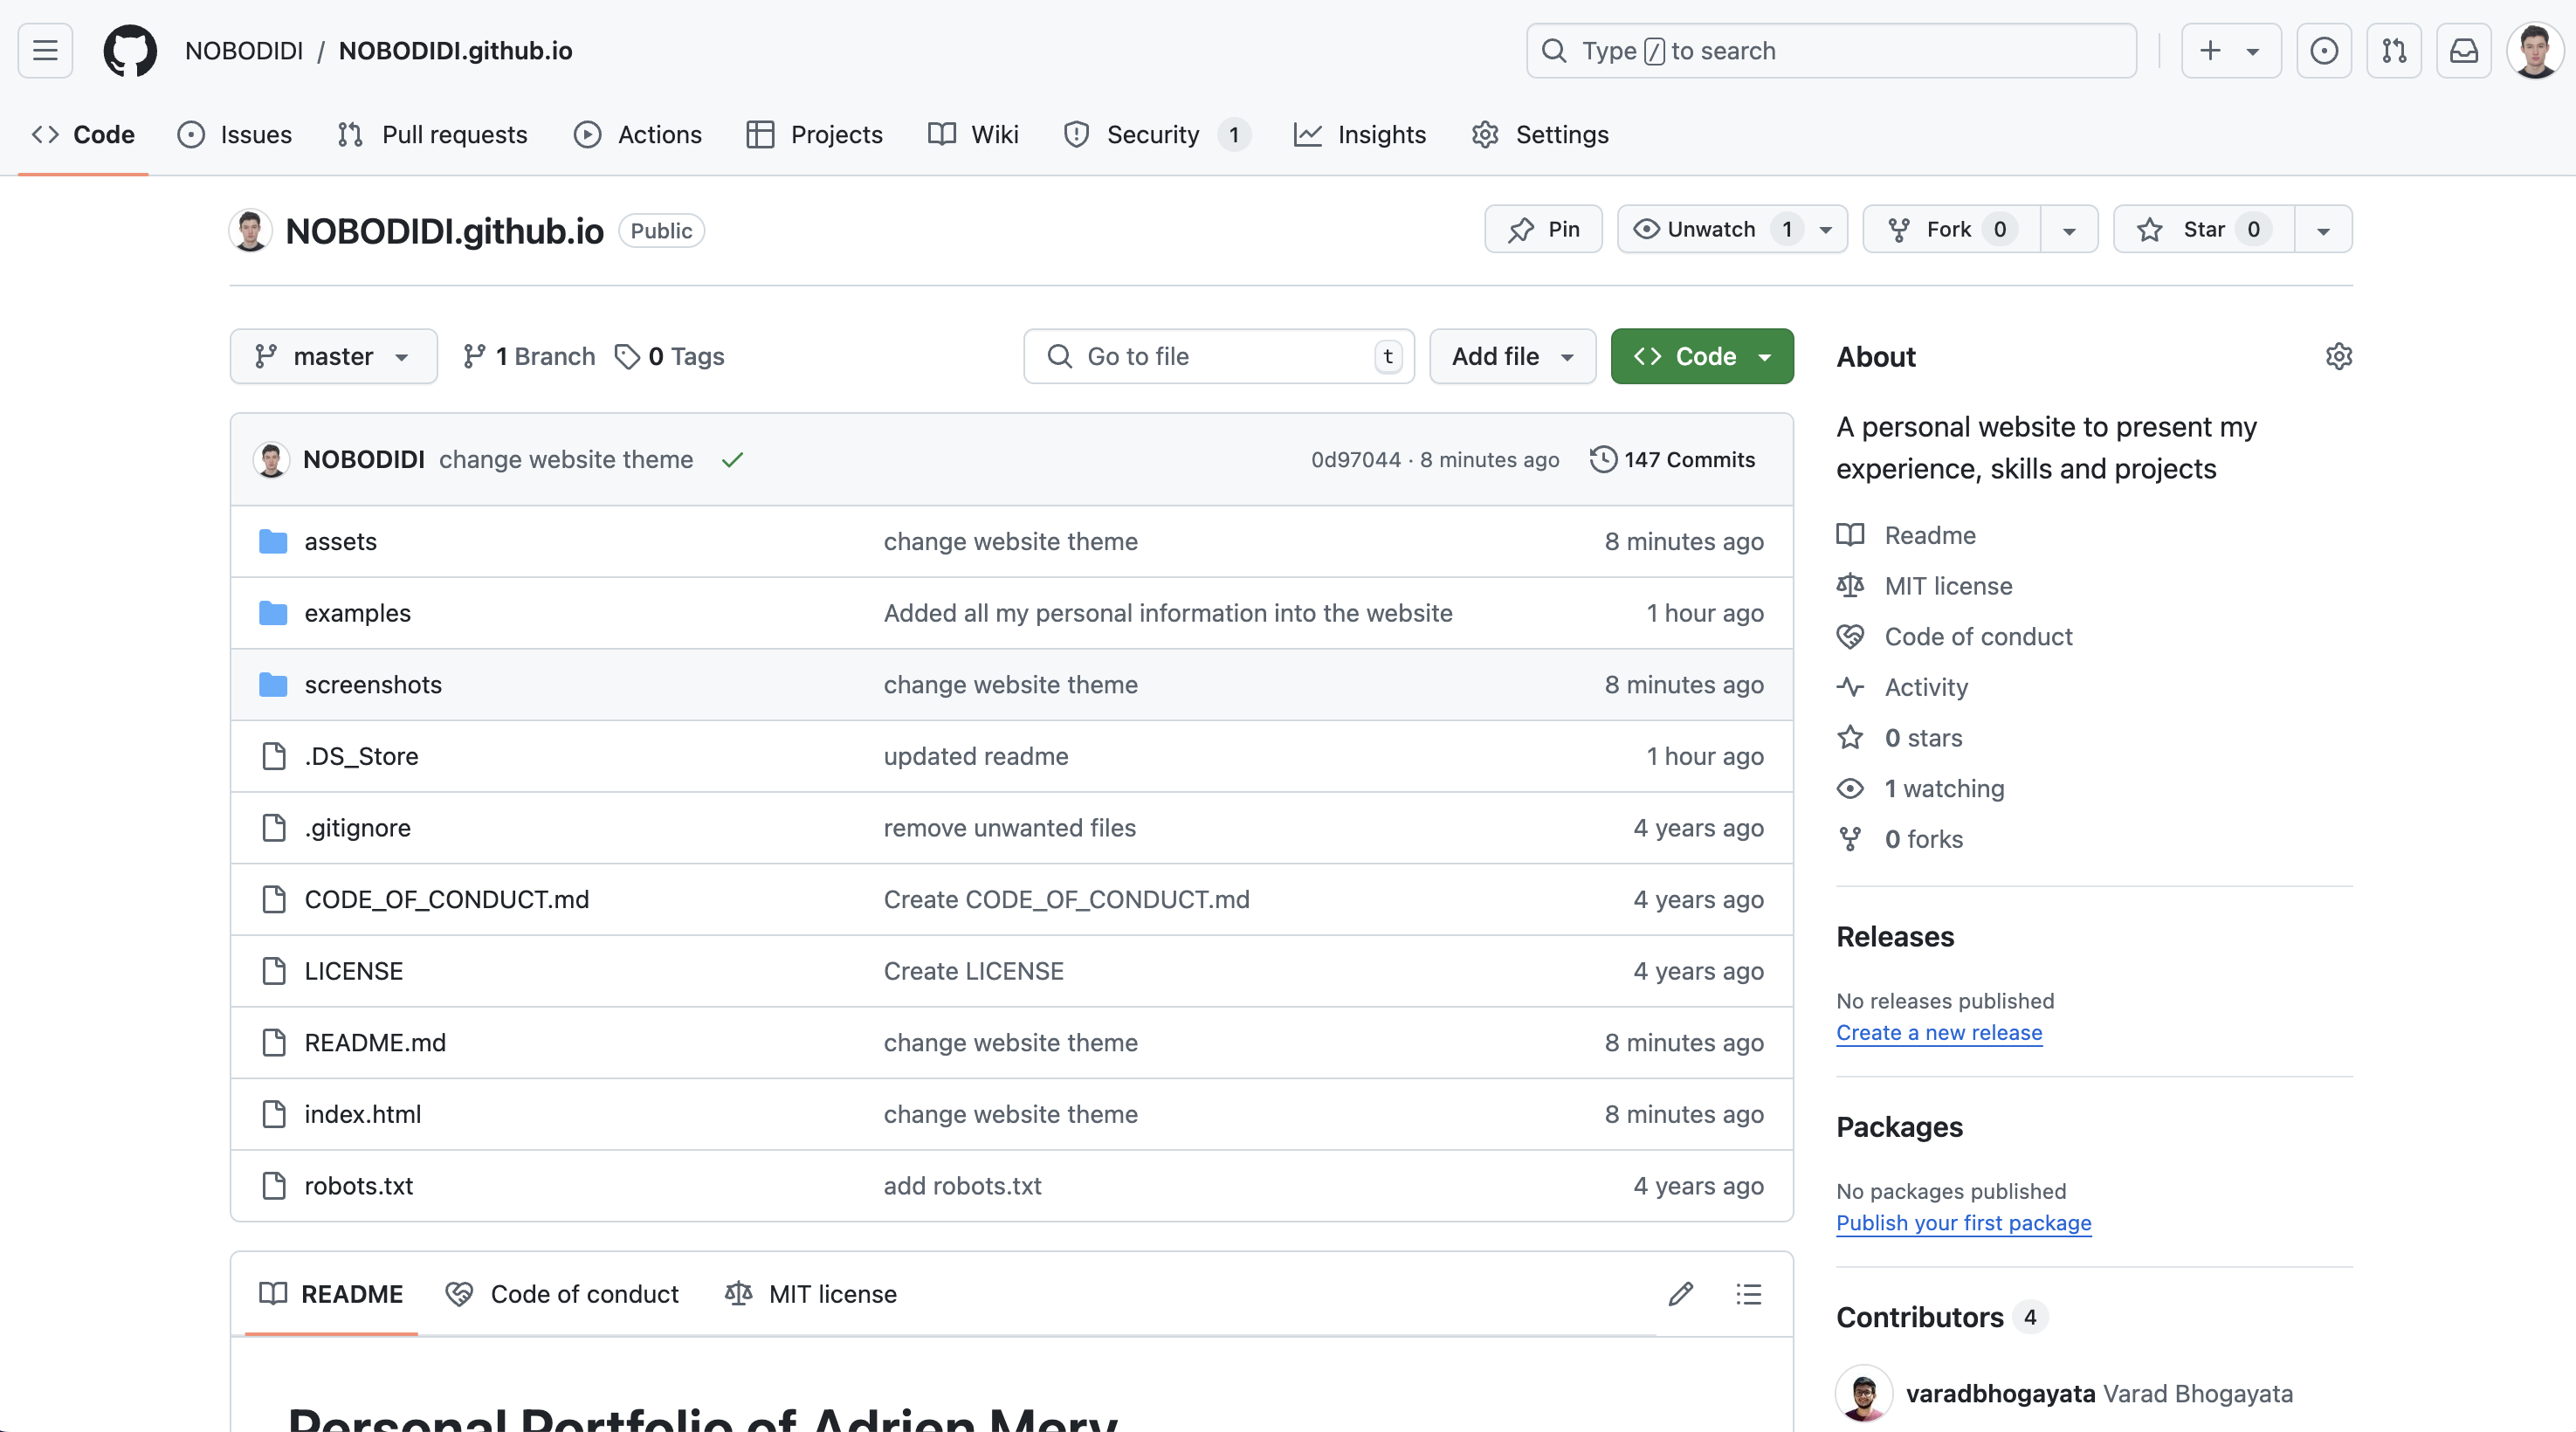 NOBODIDI / NOBODIDI.github.io
Type / to search
Code Issues Pull requests Actions Projects Wiki Security 1 Insights Settings
NOBODIDI.github.io Public
Pin Unwatch 1 Fork 0 Star 0
master 1 Branch 0 Tags Go to file t Add file Code
NOBODIDI change website theme 0d97044 · 8 minutes ago 147 Commits
assets change website theme 8 minutes ago
examples Added all my personal information into the website 1 hour ago
screenshots change website theme 8 minutes ago
.DS_Store updated readme 1 hour ago
.gitignore remove unwanted files 4 years ago
CODE_OF_CONDUCT.md Create CODE_OF_CONDUCT.md 4 years ago
LICENSE Create LICENSE 4 years ago
README.md change website theme 8 minutes ago
index.html change website theme 8 minutes ago
robots.txt add robots.txt 4 years ago
README Code of conduct MIT license
Personal Portfolio of Adrien Mery
About
A personal website to present my
experience, skills and projects
Readme
MIT license
Code of conduct
Activity
0 stars
1 watching
0 forks
Releases
No releases published
Create a new release
Packages
No packages published
Publish your first package
Contributors 4
varadbhogayata Varad Bhogayata